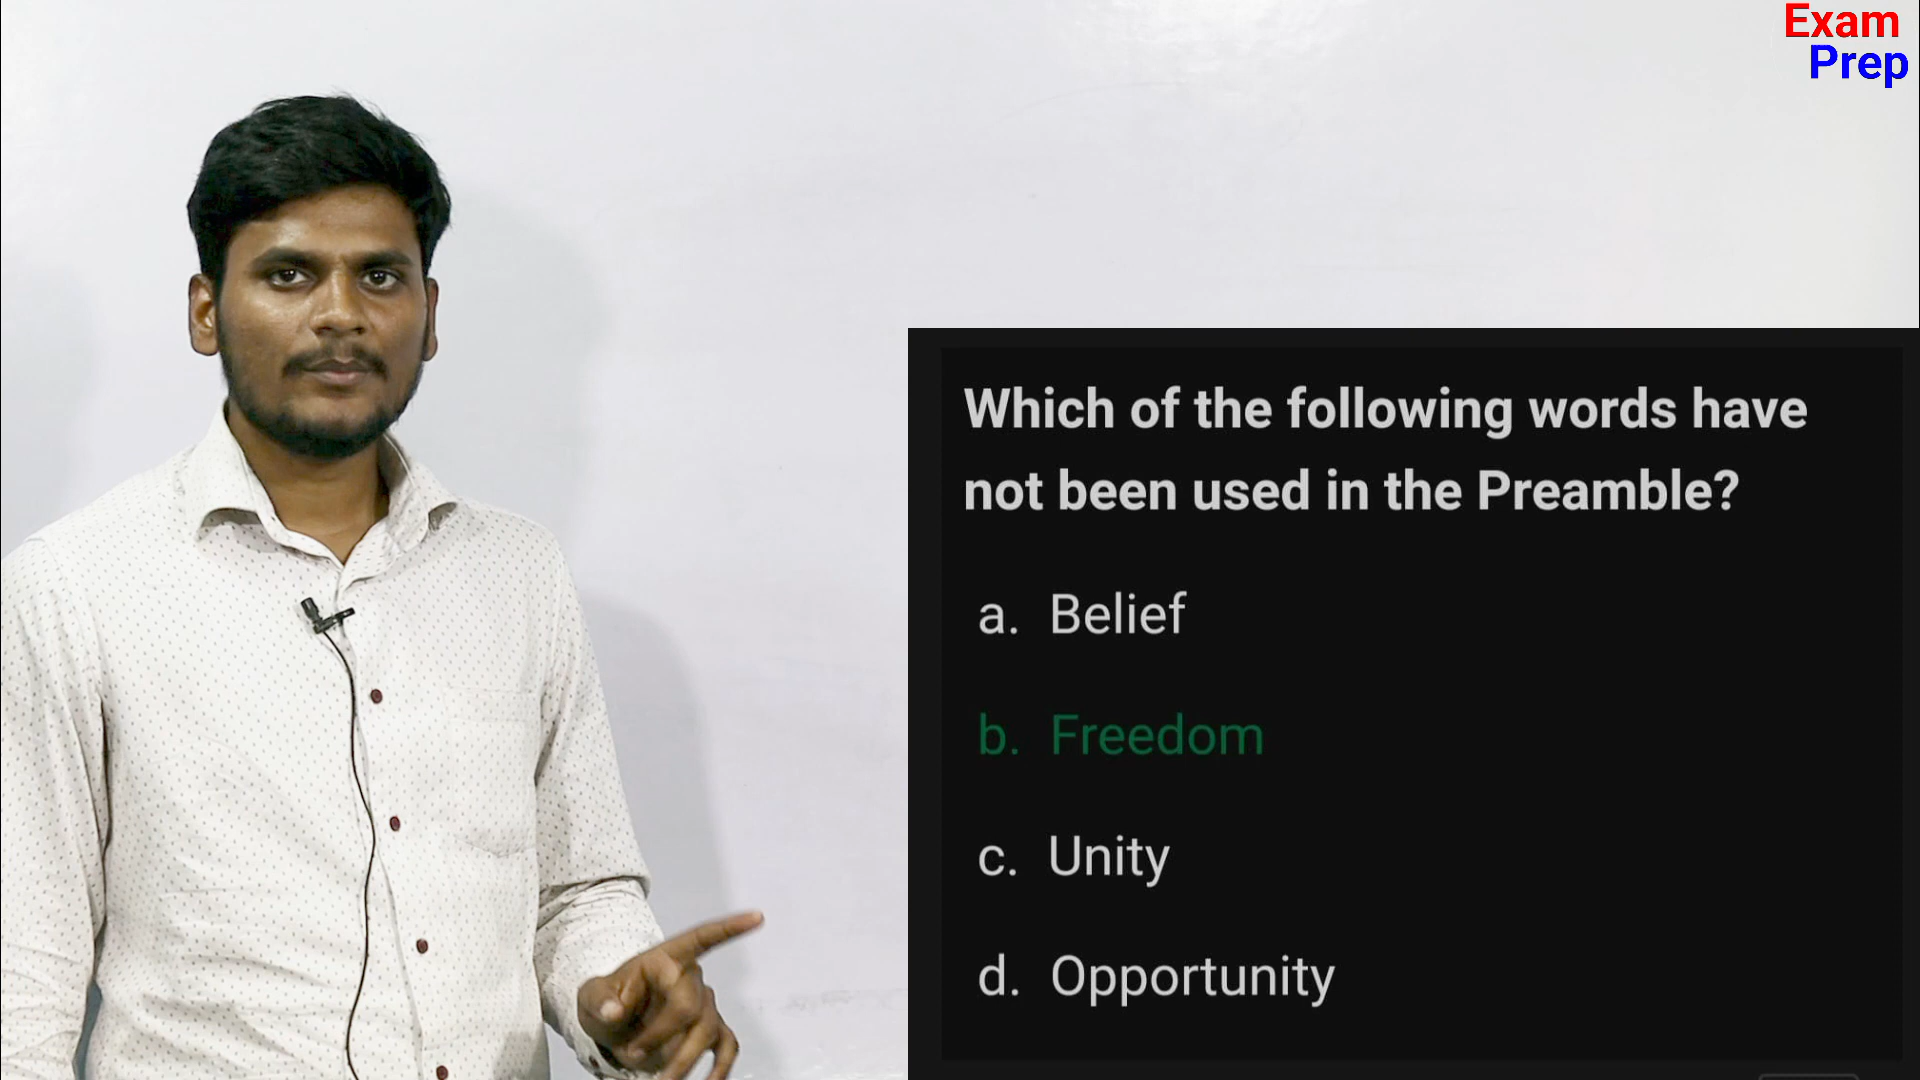 Exam
Prep
Which of the following words have
not been used in the Preamble?
a. Belief
b. Freedom
c. Unity
d. Opportunity